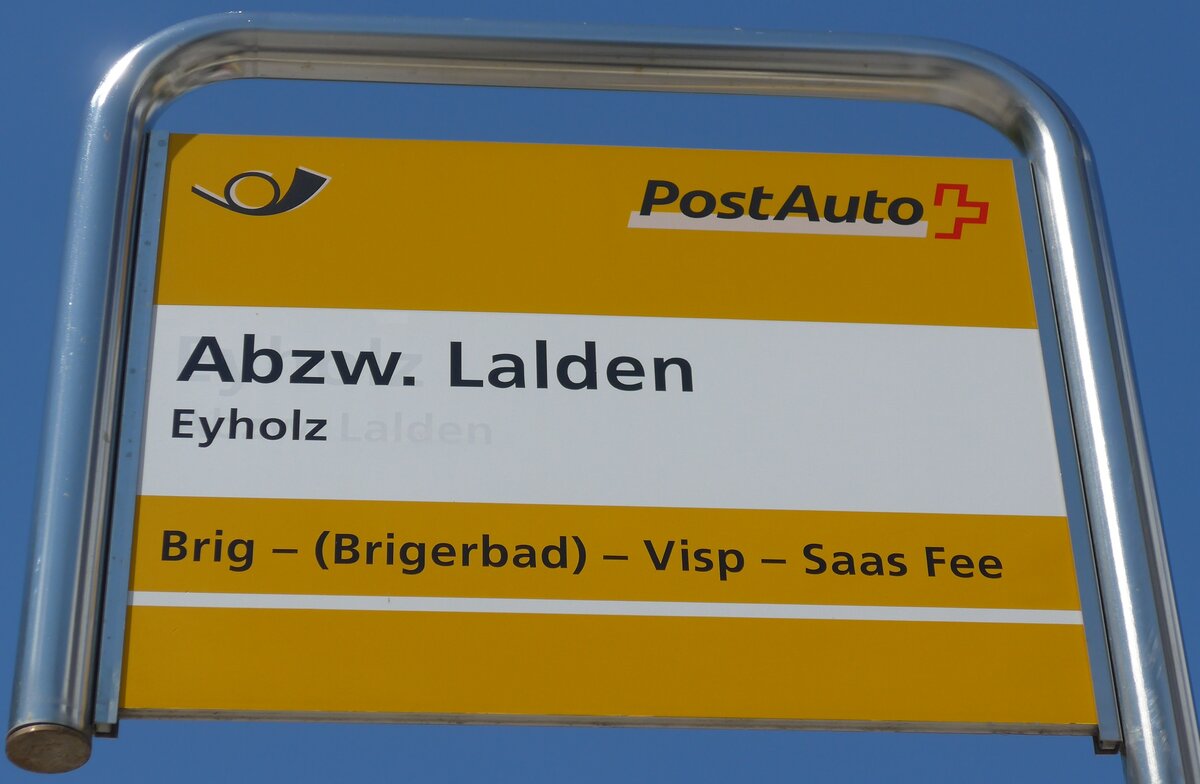 PostAuto
Abzw. Lalden
Eyholz
Brig – (Brigerbad) – Visp – Saas Fee